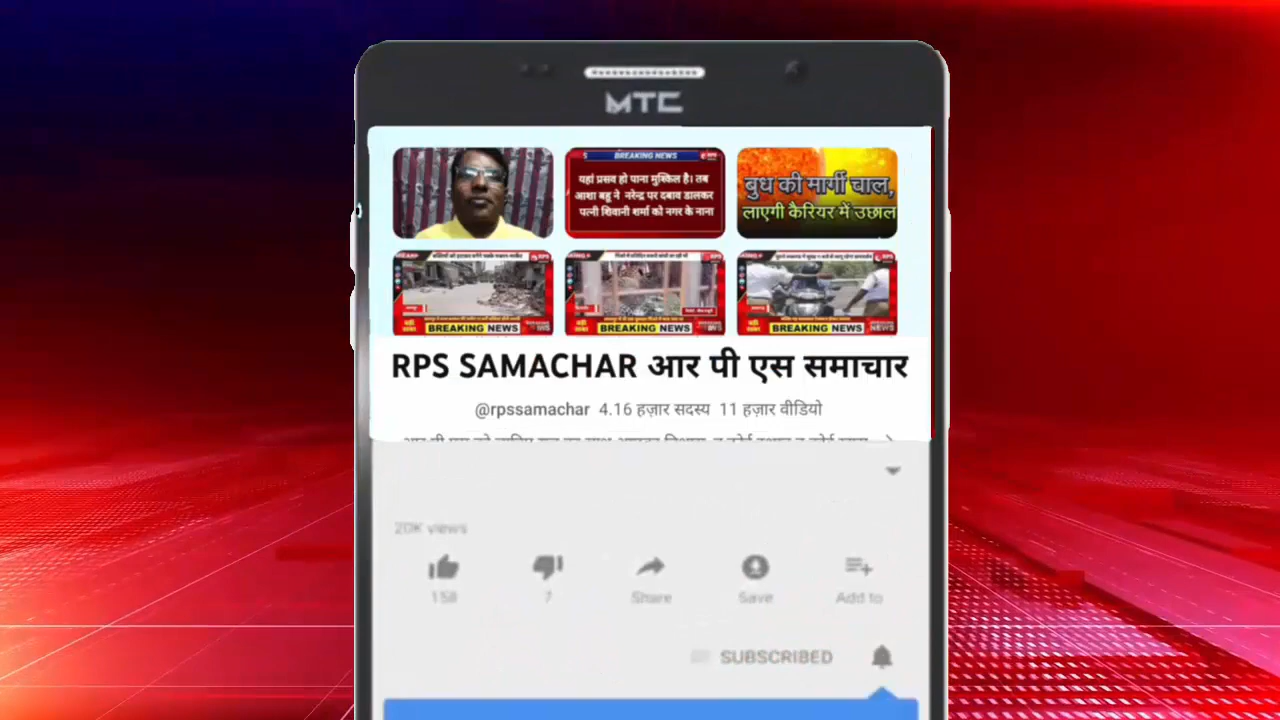 MTC
BREAKING NEWS
यहां प्रसव हो पाना मुश्किल है। तब
आशा बहू ने नरेन्द्र पर दबाव डालकर
पत्नी शिवानी शर्मा को नगर के नाना
बुध की मार्गी चाल,
लाएगी कैरियर में उछाल
BREAKING NEWS
BREAKING NEWS
BREAKING NEWS
RPS SAMACHAR आर पी एस समाचार
@rpssamachar 4.16 हज़ार सदस्य 11 हज़ार वीडियो
20K views
158
7
Share
Save
Add to
SUBSCRIBED